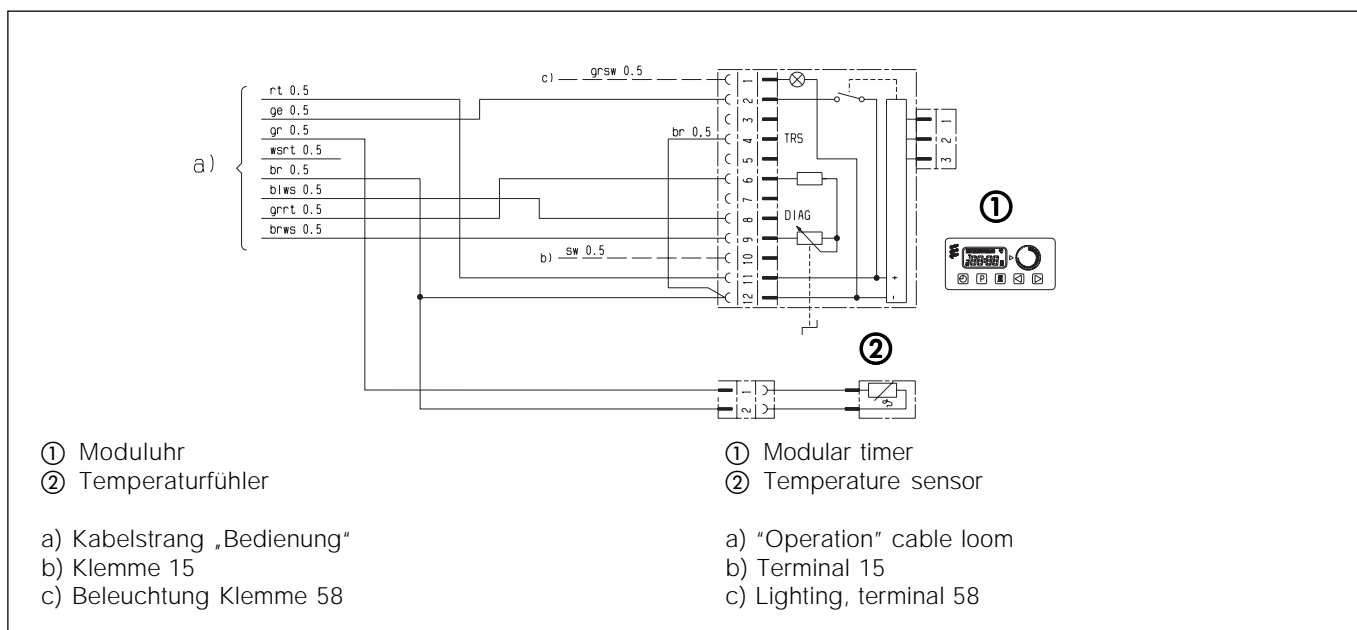 c) grsw 0.5
rt 0.5
ge 0.5
gr 0.5
wsrt 0.5
br 0.5
blws 0.5
grrt 0.5
brws 0.5
a)
br 0.5
b) sw 0.5
1
2
3
4
5
6
7
8
9
10
11
12
TRS
DIAG
+
-
1
2
3
①
P
②
1
2
① Moduluhr
② Temperaturfühler
a) Kabelstrang „Bedienung“
b) Klemme 15
c) Beleuchtung Klemme 58
① Modular timer
② Temperature sensor
a) “Operation” cable loom
b) Terminal 15
c) Lighting, terminal 58